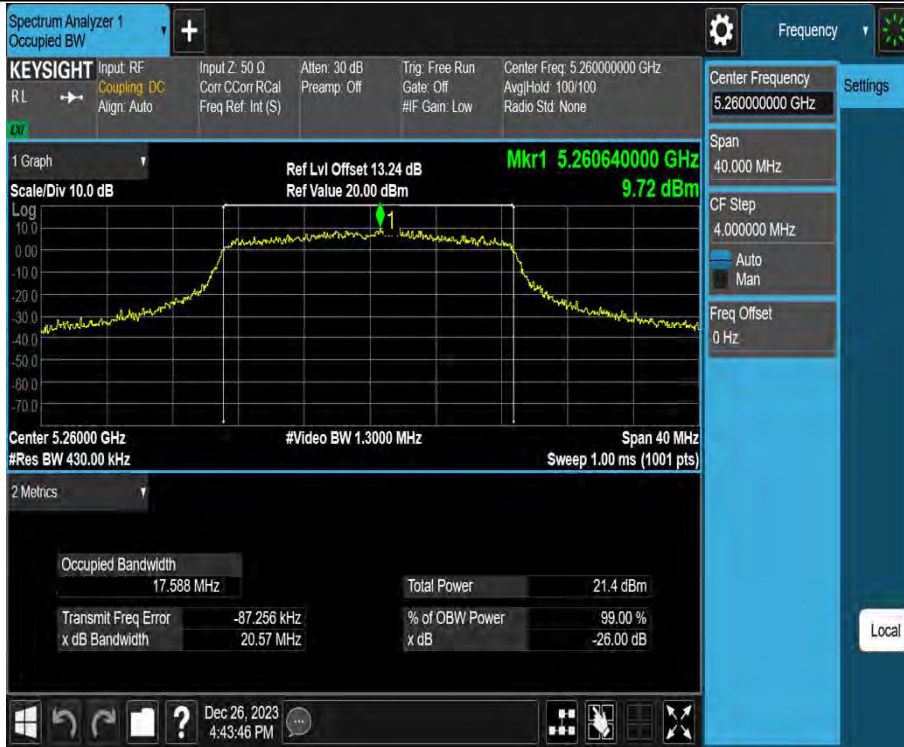 Spectrum Analyzer 1
Occupied BW
+
Frequency
KEYSIGHT
RL
LXI
Input: RF
Coupling: DC
Align: Auto
Input Z: 50 Ω
Corr CCorr RCal
Freq Ref: Int (S)
Atten: 30 dB
Preamp: Off
Trig: Free Run
Gate: Off
#IF Gain: Low
Center Freq: 5.260000000 GHz
Avg|Hold: 100/100
Radio Std: None
Center Frequency
5.260000000 GHz
Settings
Span
40.000 MHz
CF Step
4.000000 MHz
Auto
Man
Freq Offset
0 Hz
1 Graph
Scale/Div 10.0 dB
Ref Lvl Offset 13.24 dB
Ref Value 20.00 dBm
Mkr1 5.260640000 GHz
9.72 dBm
Log
10.0
0.00
-10.0
-20.0
-30.0
-40.0
-50.0
-60.0
-70.0
1
Center 5.26000 GHz
#Res BW 430.00 kHz
#Video BW 1.3000 MHz
Span 40 MHz
Sweep 1.00 ms (1001 pts)
2 Metrics
Occupied Bandwidth
17.588 MHz
Total Power 21.4 dBm
Transmit Freq Error -87.256 kHz
% of OBW Power 99.00 %
x dB Bandwidth 20.57 MHz
x dB -26.00 dB
Local
?
Dec 26, 2023
4:43:46 PM